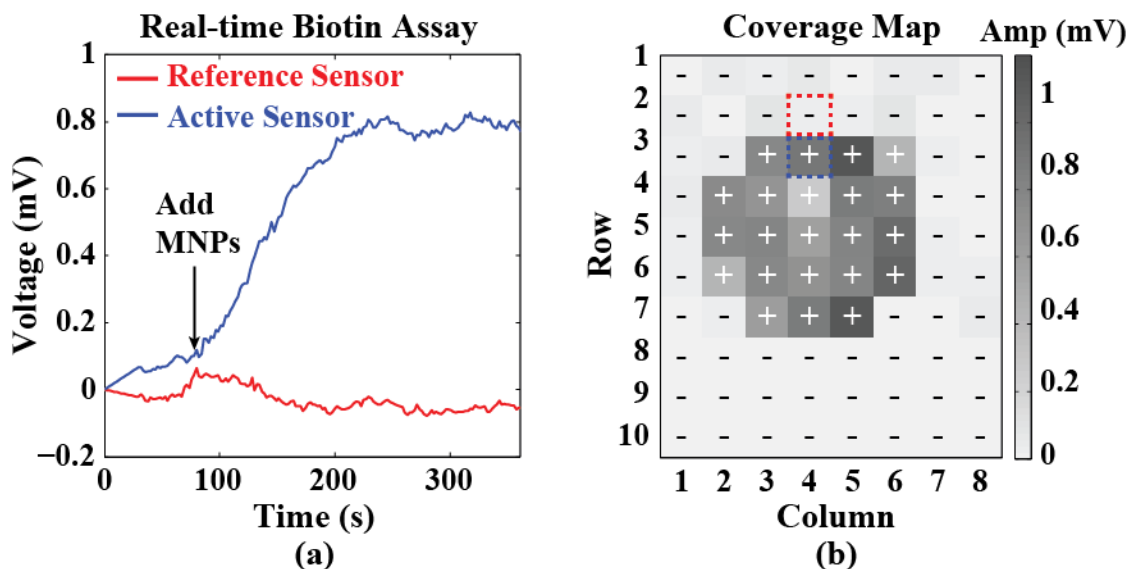 Real-time Biotin Assay
1
0.8
0.6
0.4
0.2
0
−0.2
Voltage (mV)
Reference Sensor
Active Sensor
Add
MNPs
0 100 200 300
Time (s)
(a)
Coverage Map
Amp (mV)
Row
1 - - - - - - - -
2 - - - - - - - -
3 - - + + + + - -
4 - + + + + + - -
5 - + + + + + - -
6 - + + + + + - -
7 - - + + + - - -
8 - - - - - - - -
9 - - - - - - - -
10 - - - - - - - -
1 2 3 4 5 6 7 8
Column
(b)
1
0.8
0.6
0.4
0.2
0